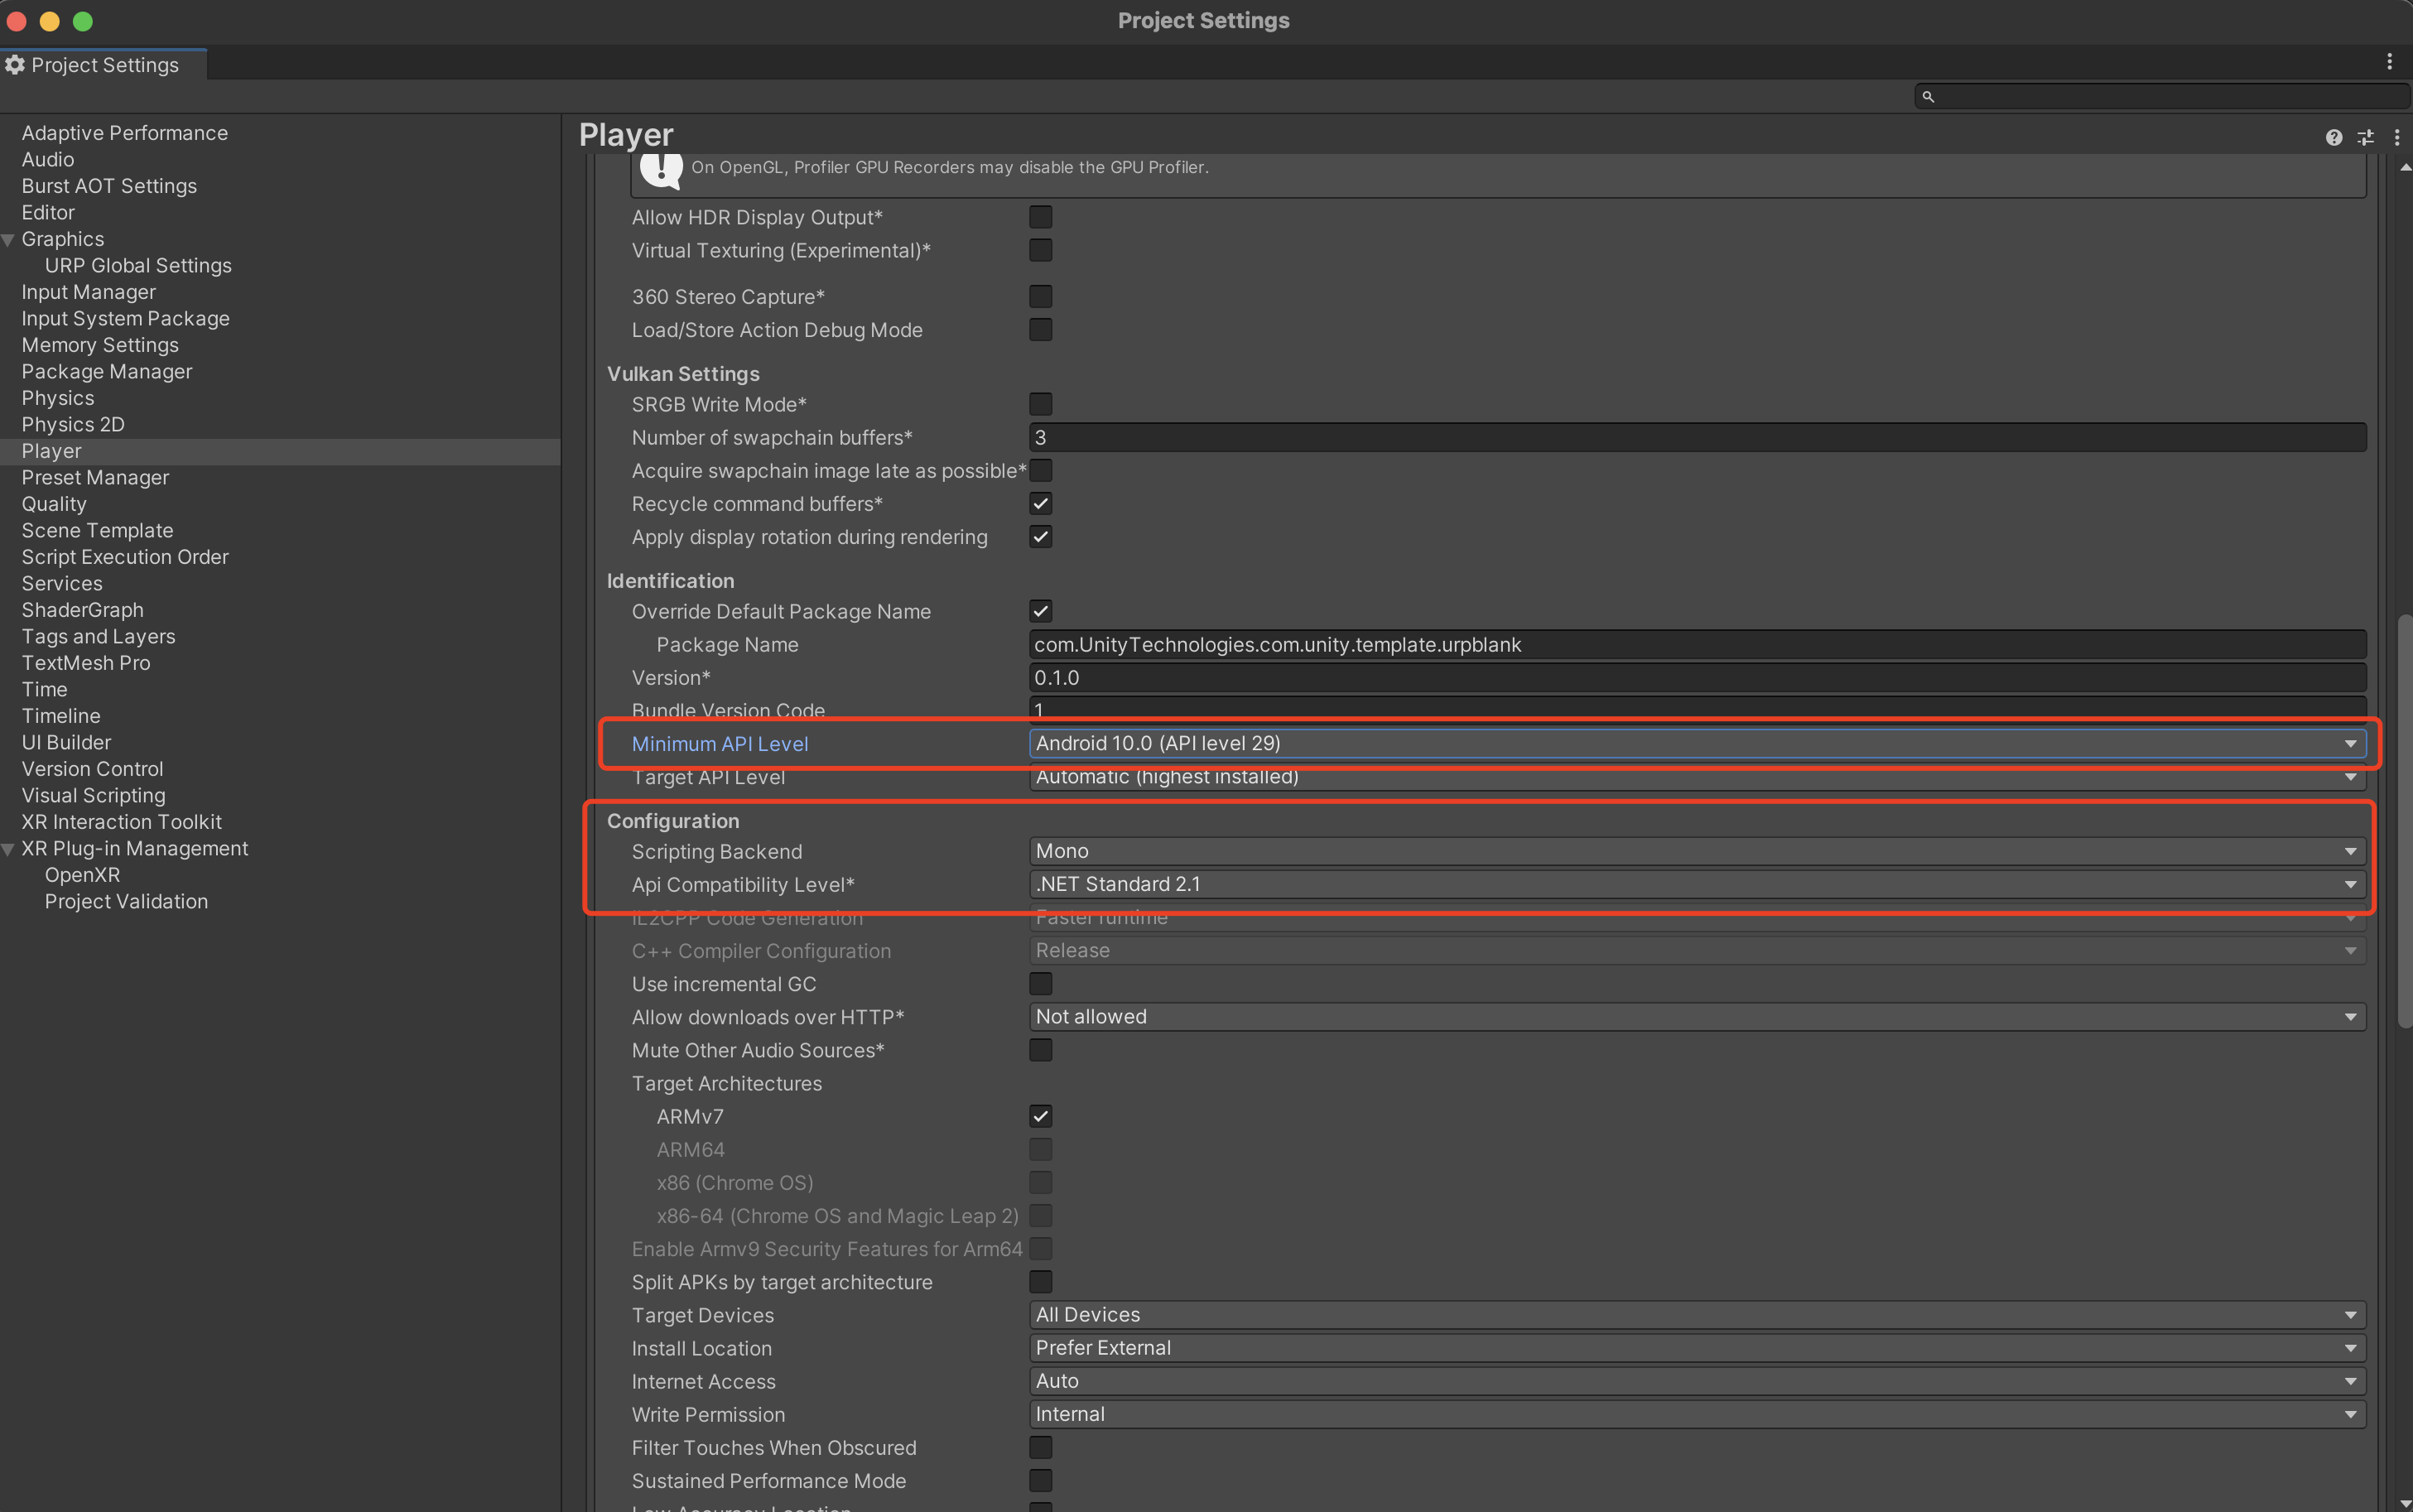 Project Settings
Project Settings
Adaptive Performance
Audio
Burst AOT Settings
Editor
Graphics
URP Global Settings
Input Manager
Input System Package
Memory Settings
Package Manager
Physics
Physics 2D
Player
Preset Manager
Quality
Scene Template
Script Execution Order
Services
ShaderGraph
Tags and Layers
TextMesh Pro
Time
Timeline
UI Builder
Version Control
Visual Scripting
XR Interaction Toolkit
XR Plug-in Management
OpenXR
Project Validation
Player
On OpenGL, Profiler GPU Recorders may disable the GPU Profiler.
Allow HDR Display Output*
Virtual Texturing (Experimental)*
360 Stereo Capture*
Load/Store Action Debug Mode
Vulkan Settings
SRGB Write Mode*
Number of swapchain buffers* 3
Acquire swapchain image late as possible*
Recycle command buffers*
Apply display rotation during rendering
Identification
Override Default Package Name
Package Name com.UnityTechnologies.com.unity.template.urpblank
Version* 0.1.0
Bundle Version Code 1
Minimum API Level Android 10.0 (API level 29)
Target API Level Automatic (highest installed)
Configuration
Scripting Backend Mono
Api Compatibility Level* .NET Standard 2.1
IL2CPP Code Generation Faster runtime
C++ Compiler Configuration Release
Use incremental GC
Allow downloads over HTTP* Not allowed
Mute Other Audio Sources*
Target Architectures
ARMv7
ARM64
x86 (Chrome OS)
x86-64 (Chrome OS and Magic Leap 2)
Enable Armv9 Security Features for Arm64
Split APKs by target architecture
Target Devices All Devices
Install Location Prefer External
Internet Access Auto
Write Permission Internal
Filter Touches When Obscured
Sustained Performance Mode
Low Accuracy Location